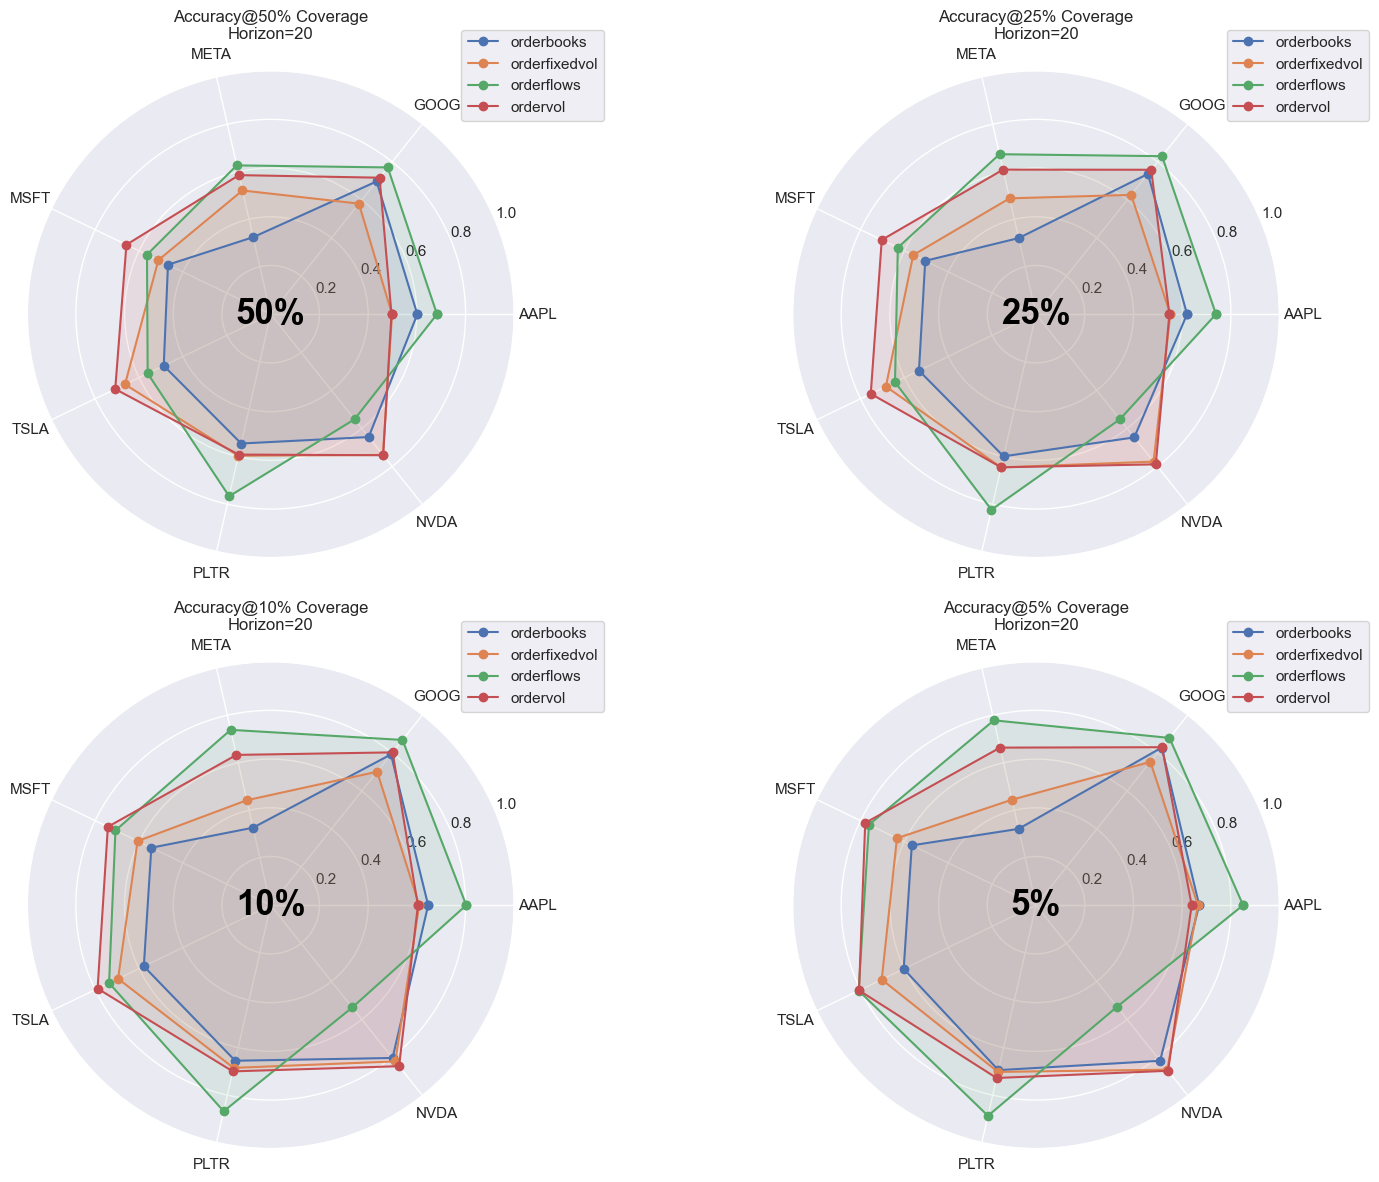 Accuracy@50% Coverage
Horizon=20
META
GOOG
MSFT
AAPL
TSLA
NVDA
PLTR
0.2
0.4
0.6
0.8
1.0
50%
orderbooks
orderfixedvol
orderflows
ordervol
Accuracy@25% Coverage
Horizon=20
META
GOOG
MSFT
AAPL
TSLA
NVDA
PLTR
0.2
0.4
0.6
0.8
1.0
25%
orderbooks
orderfixedvol
orderflows
ordervol
Accuracy@10% Coverage
Horizon=20
META
GOOG
MSFT
AAPL
TSLA
NVDA
PLTR
0.2
0.4
0.6
0.8
1.0
10%
orderbooks
orderfixedvol
orderflows
ordervol
Accuracy@5% Coverage
Horizon=20
META
GOOG
MSFT
AAPL
TSLA
NVDA
PLTR
0.2
0.4
0.6
0.8
1.0
5%
orderbooks
orderfixedvol
orderflows
ordervol